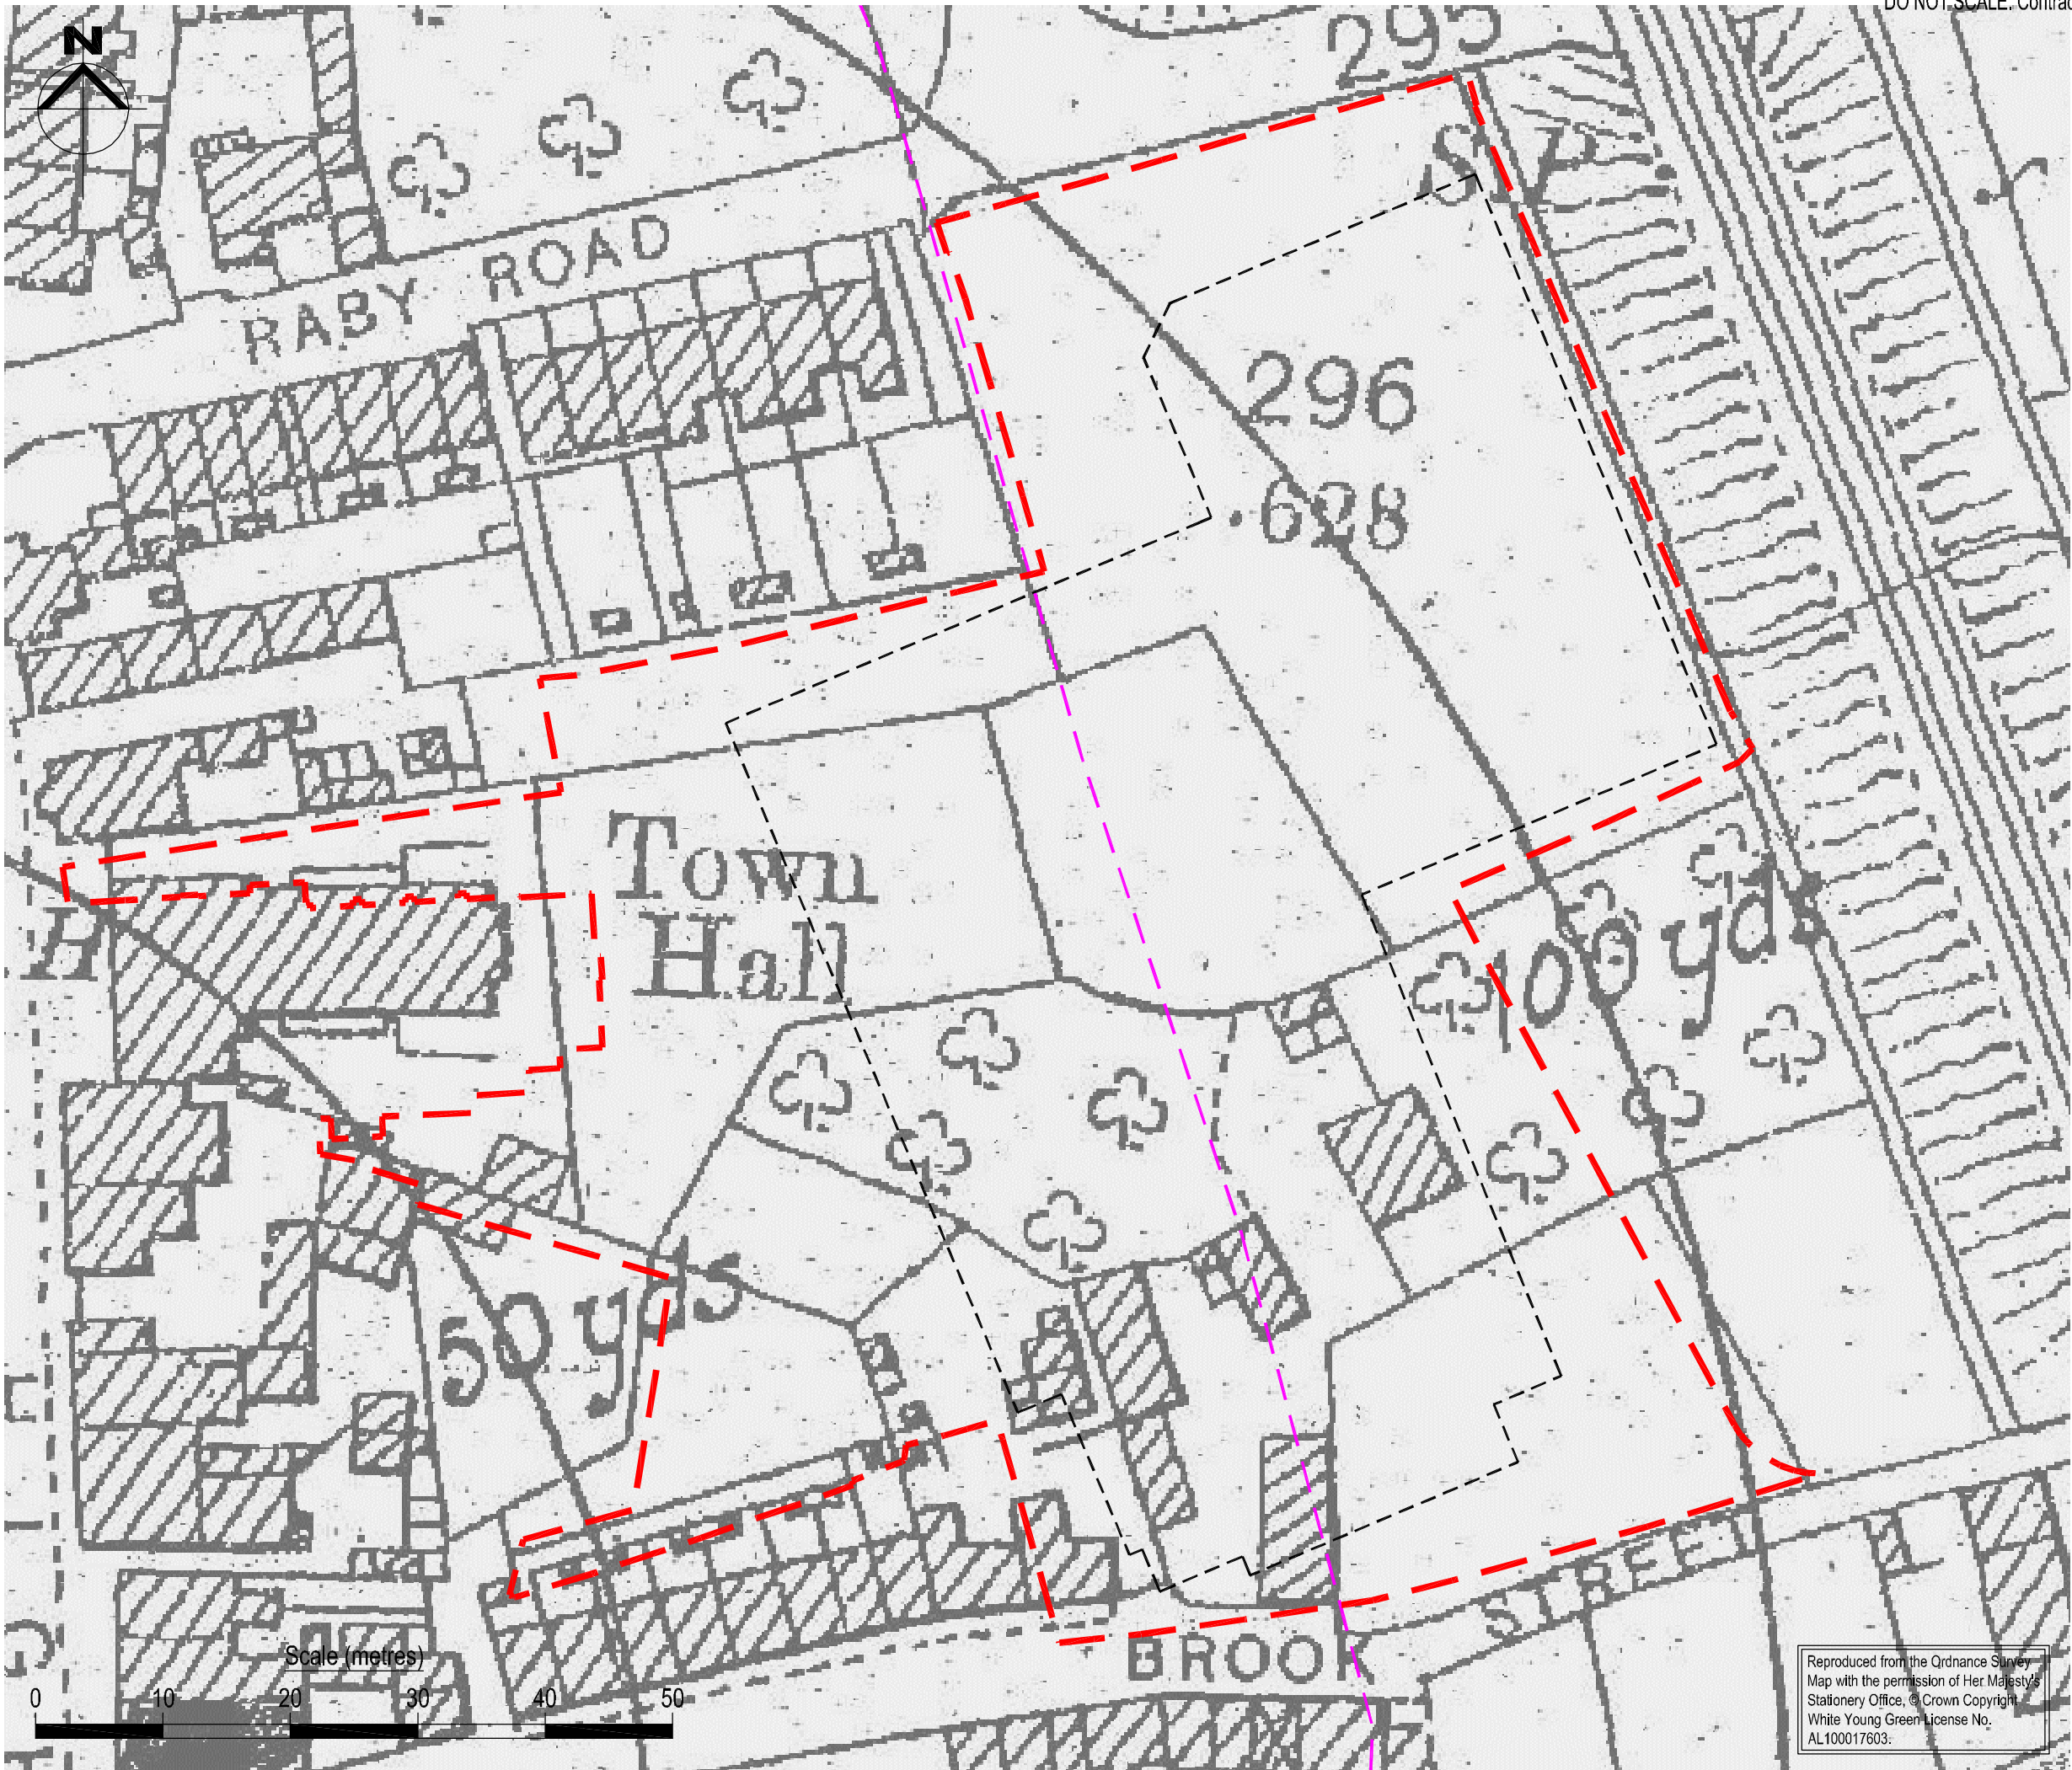 DO NOT SCALE. Contrac
N
295
S.P.
RABY ROAD
296
.628
Town
Hall
H
100 yds
50 yds
BROOK STREET
Scale (metres)
0 10 20 30 40 50
Reproduced from the Ordnance Survey
Map with the permission of Her Majesty's
Stationery Office, © Crown Copyright
White Young Green License No.
AL100017603.